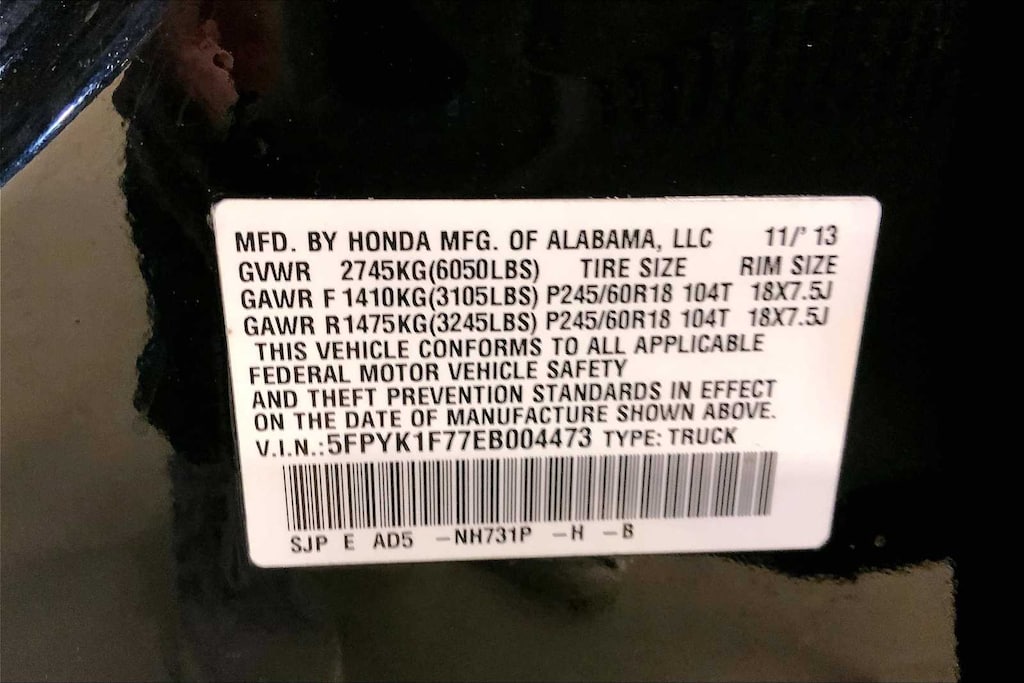 MFD. BY HONDA MFG. OF ALABAMA, LLC 11/' 13
GVWR 2745KG(6050LBS) TIRE SIZE RIM SIZE
GAWR F 1410KG(3105LBS) P245/60R18 104T 18X7.5J
GAWR R1475KG(3245LBS) P245/60R18 104T 18X7.5J
THIS VEHICLE CONFORMS TO ALL APPLICABLE
FEDERAL MOTOR VEHICLE SAFETY
AND THEFT PREVENTION STANDARDS IN EFFECT
ON THE DATE OF MANUFACTURE SHOWN ABOVE.
V.I.N.:5FPYK1F77EB004473 TYPE: TRUCK
SJP E AD5 -NH731P -H -B